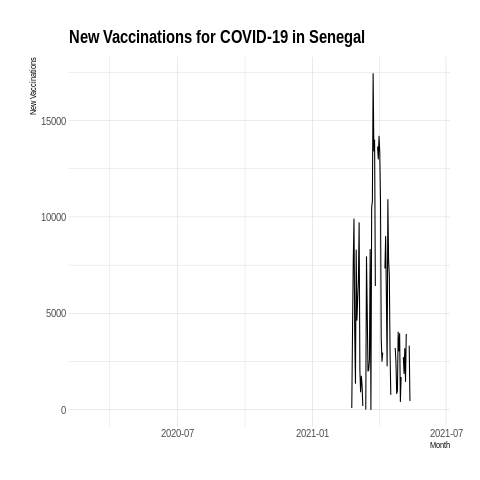 New Vaccinations for COVID-19 in Senegal
New Vaccinations
15000
10000
5000
0
2020-07
2021-01
2021-07
Month